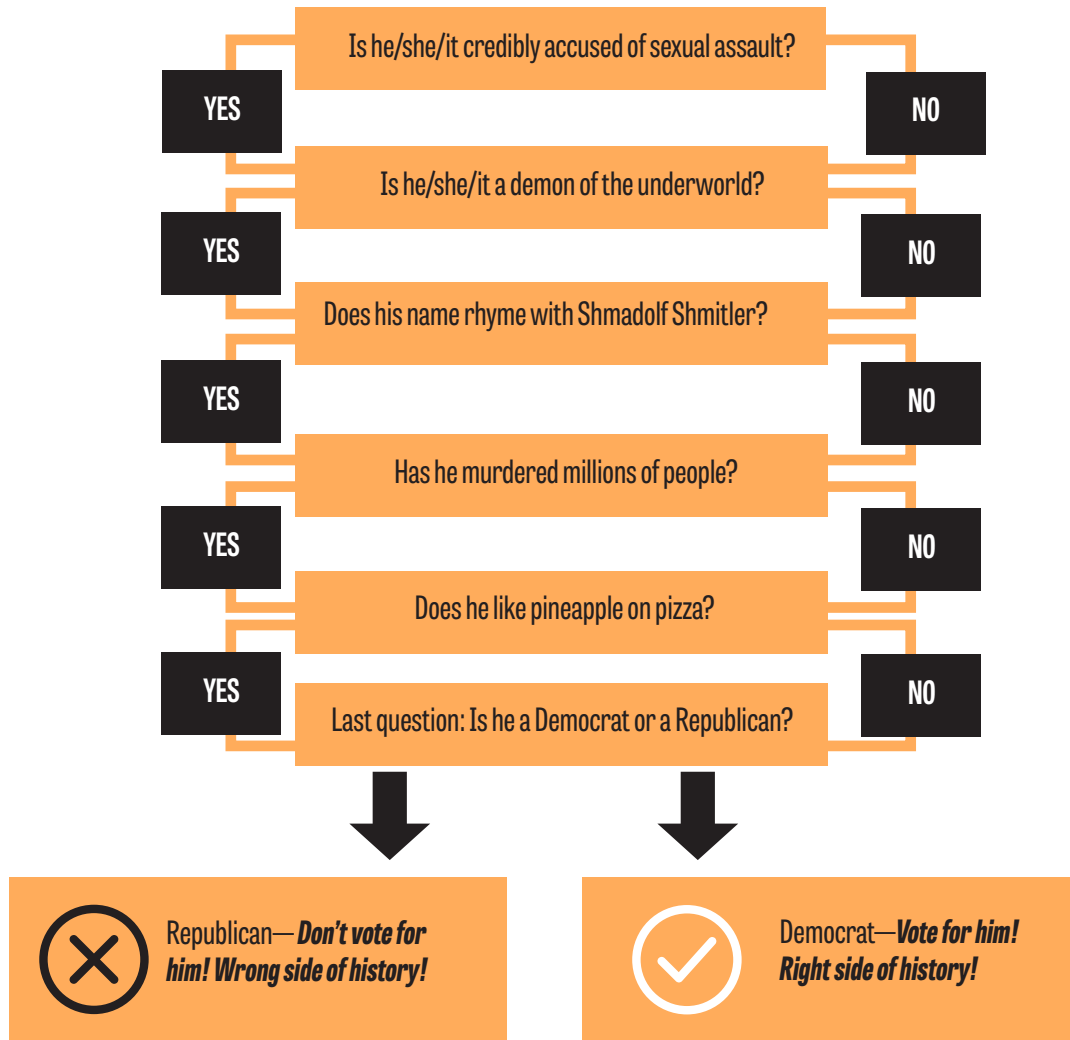 Is he/she/it credibly accused of sexual assault?
YES
NO
Is he/she/it a demon of the underworld?
YES
NO
Does his name rhyme with Shmadolf Shmitler?
YES
NO
Has he murdered millions of people?
YES
NO
Does he like pineapple on pizza?
YES
NO
Last question: Is he a Democrat or a Republican?
Republican—Don't vote for
him! Wrong side of history!
Democrat—Vote for him!
Right side of history!